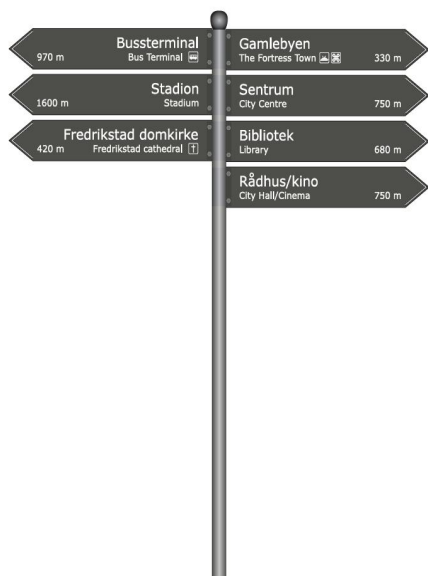 Bussterminal
970 m Bus Terminal
Stadion
1600 m Stadium
Fredrikstad domkirke
420 m Fredrikstad cathedral
Gamlebyen
The Fortress Town 330 m
Sentrum
City Centre 750 m
Bibliotek
Library 680 m
Rådhus/kino
City Hall/Cinema 750 m